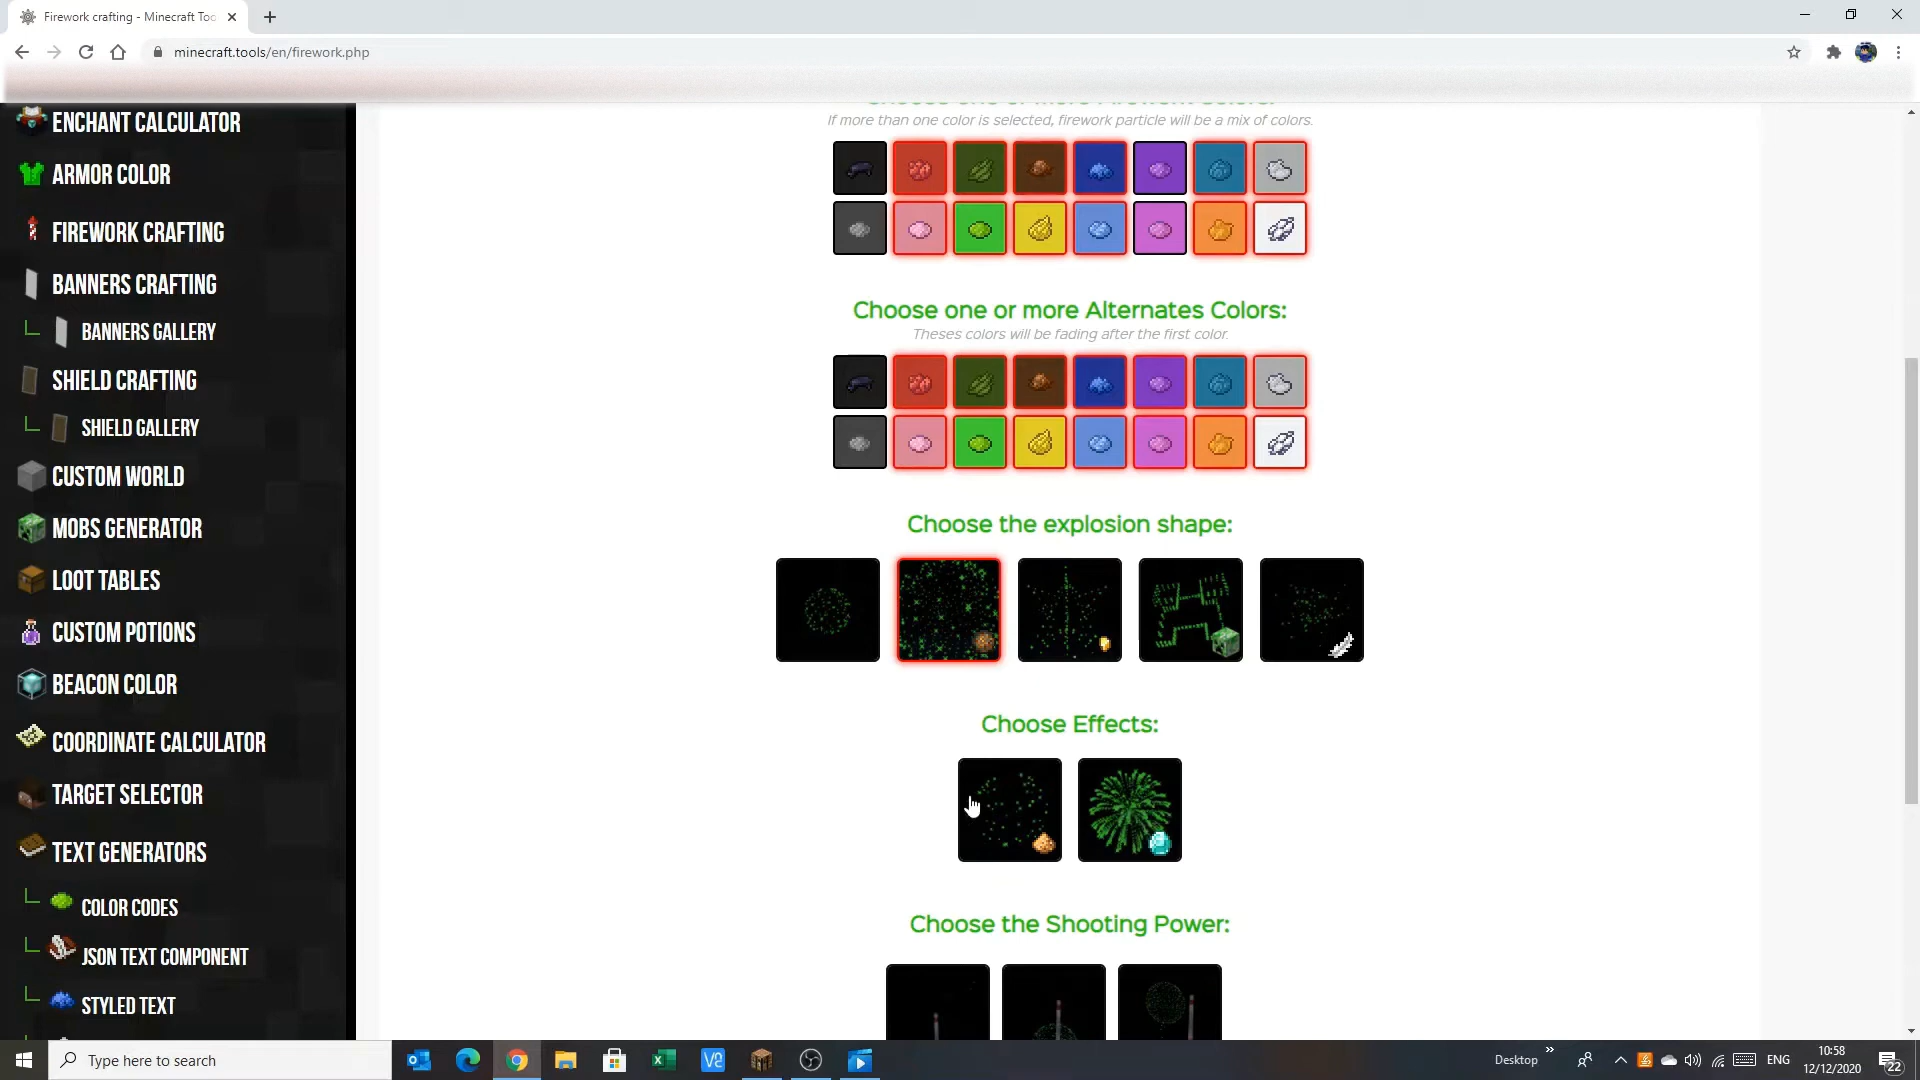 Firework crafting - Minecraft Too
minecraft.tools/en/firework.php
ENCHANT CALCULATOR
ARMOR COLOR
FIREWORK CRAFTING
BANNERS CRAFTING
BANNERS GALLERY
SHIELD CRAFTING
SHIELD GALLERY
CUSTOM WORLD
MOBS GENERATOR
LOOT TABLES
CUSTOM POTIONS
BEACON COLOR
COORDINATE CALCULATOR
TARGET SELECTOR
TEXT GENERATORS
COLOR CODES
JSON TEXT COMPONENT
STYLED TEXT
If more than one color is selected, firework particle will be a mix of colors.
Choose one or more Alternates Colors:
Theses colors will be fading after the first color.
Choose the explosion shape:
Choose Effects:
Choose the Shooting Power:
Type here to search
Desktop
ENG
10:58
12/12/2020
22